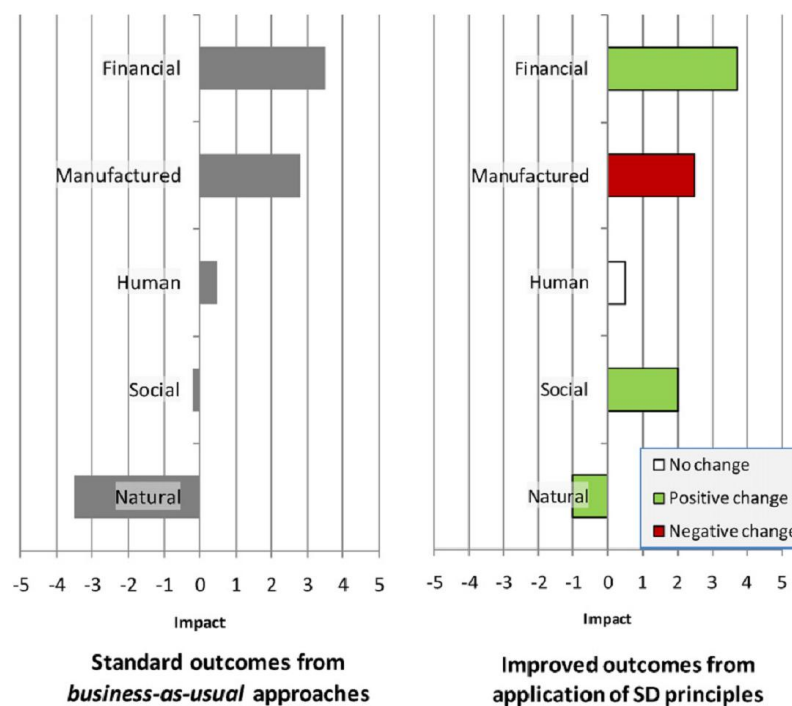 Financial
Manufactured
Human
Social
Natural
-5 -4 -3 -2 -1 0 1 2 3 4 5
Impact
Standard outcomes from
business-as-usual approaches
Financial
Manufactured
Human
Social
Natural
No change
Positive change
Negative change
-5 -4 -3 -2 -1 0 1 2 3 4 5
Impact
Improved outcomes from
application of SD principles